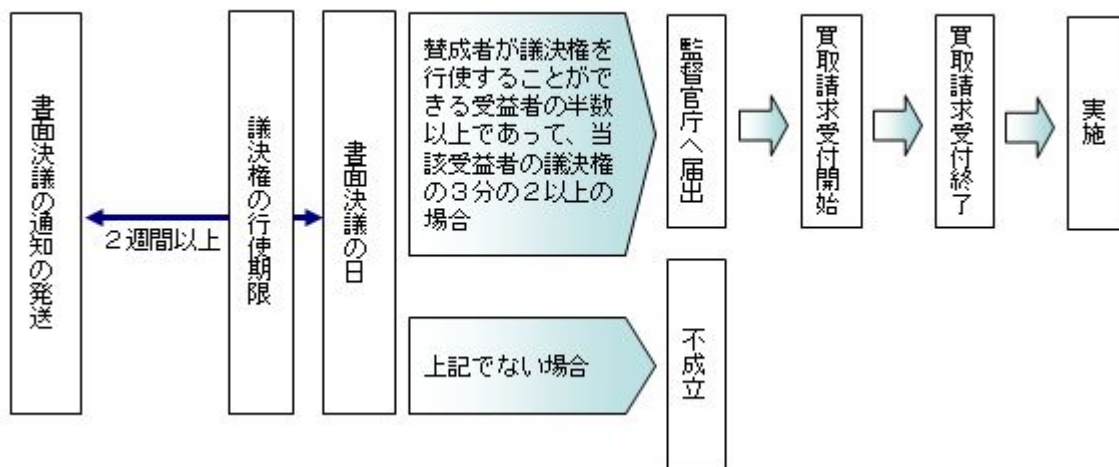 書面決議の通知の発送
2週間以上
議決権の行使期限
書面決議の日
賛成者が議決権を
行使することがで
きる受益者の半数
以上であって、当
該受益者の議決権
の3分の2以上の
場合
監督官庁へ届出
買取請求受付開始
買取請求受付終了
実施
上記でない場合
不成立